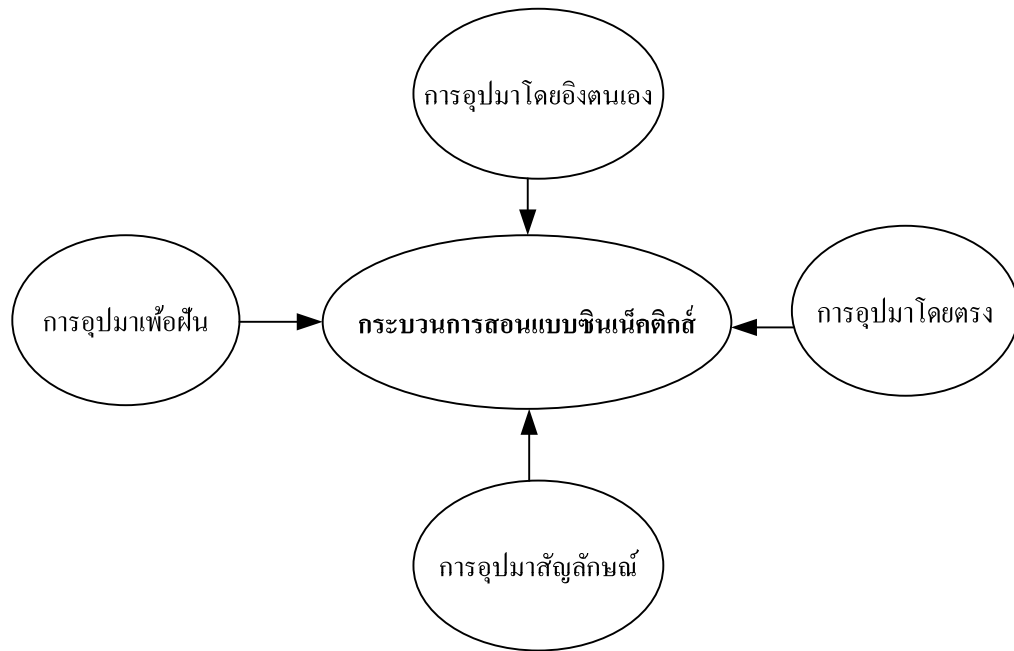 การอุปมาโดยอิงตนเอง
การอุปมาเพ้อฝัน
กระบวนการสอนแบบซินเน็คติกส์
การอุปมาโดยตรง
การอุปมาสัญลักษณ์